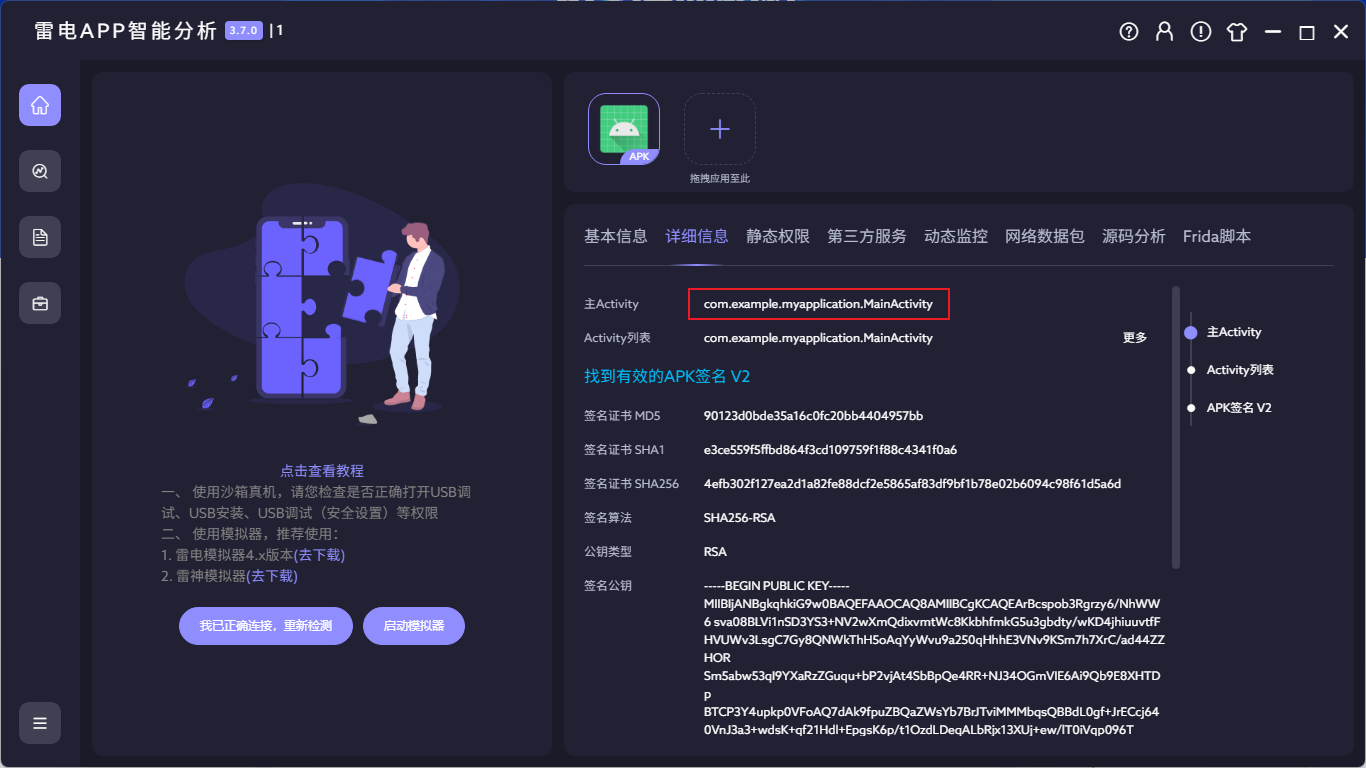 雷电APP智能分析 3.7.0 | 1
点击查看教程
一、 使用沙箱真机，请您检查是否正确打开USB调
试、USB安装、USB调试（安全设置）等权限
二、 使用模拟器，推荐使用：
1. 雷电模拟器4.x版本(去下载)
2. 雷神模拟器(去下载)
我已正确连接，重新检测 启动模拟器
APK
拖拽应用至此
基本信息 详细信息 静态权限 第三方服务 动态监控 网络数据包 源码分析 Frida脚本
主Activity com.example.myapplication.MainActivity
Activity列表 com.example.myapplication.MainActivity 更多
找到有效的APK签名 V2
签名证书 MD5 90123d0bde35a16c0fc20bb4404957bb
签名证书 SHA1 e3ce559f5ffbd864f3cd109759f1f88c4341f0a6
签名证书 SHA256 4efb302f127ea2d1a82fe88dcf2e5865af83df9bf1b78e02b6094c98f61d5a6d
签名算法 SHA256-RSA
公钥类型 RSA
签名公钥 -----BEGIN PUBLIC KEY-----
MIIBIjANBgkqhkiG9w0BAQEFAAOCAQ8AMIIBCgKCAQEArBcspob3Rgrzy6/NhWW
6 sva08BLVi1nSD3YS3+NV2wXmQdixvmtWc8Kkbhfmkg5u3gbdty/wKD4jhiuuvtfF
HVUWv3LsgC7Gy8QNWkThH5oAqYyWvu9a250qHhhE3VNv9KSm7h7XrC/ad44ZZ
HOR
Sm5abw53qI9YXaRzZGuqu+bP2vjAt4SbBpQe4RR+NJ34OGmVlE6Ai9Qb9E8XHTD
p
BTCP3Y4upkp0VFoAQ7dAk9fpuZBQaZWsYb7BrJTviMMMbqsQBBdL0gf+JrECcj64
0VnJ3a3+wdsK+qf21Hdl+EpgsK6p/t1OzdLDeqALbRjx13XUj+ew/lT0iVqp096T
主Activity
Activity列表
APK签名 V2